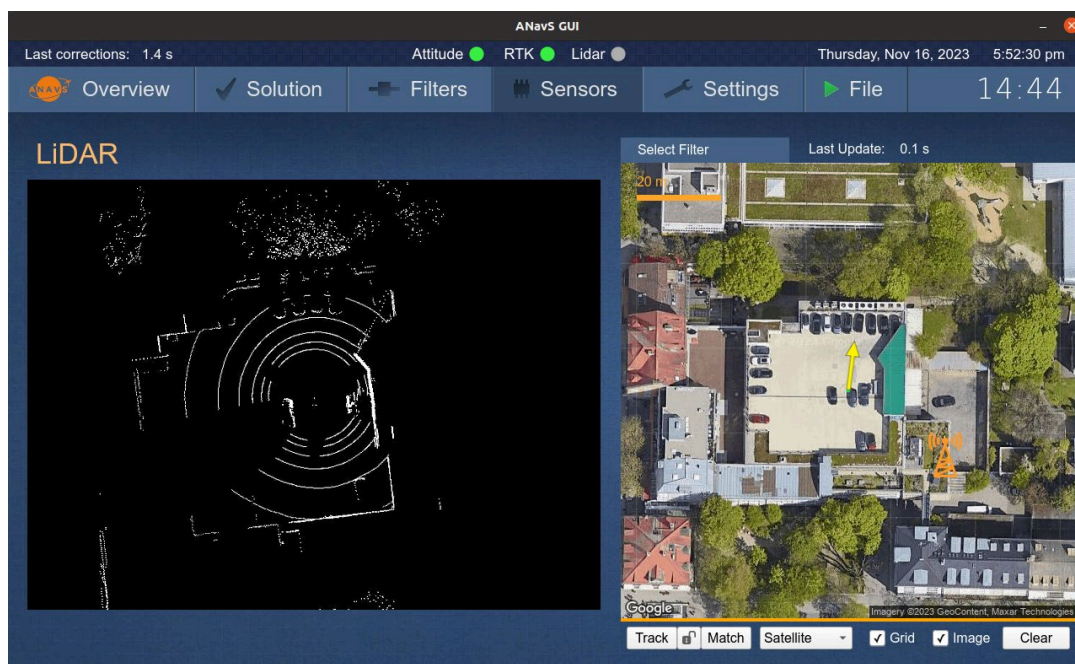 ANavS GUI
Last corrections: 1.4 s Attitude RTK Lidar Thursday, Nov 16, 2023 5:52:30 pm
ANAVS Overview Solution Filters Sensors Settings File 14:44
LiDAR
Select Filter Last Update: 0.1 s
20 m
Google Imagery ©2023 GeoContent, Maxar Technologies
Track Match Satellite Grid Image Clear